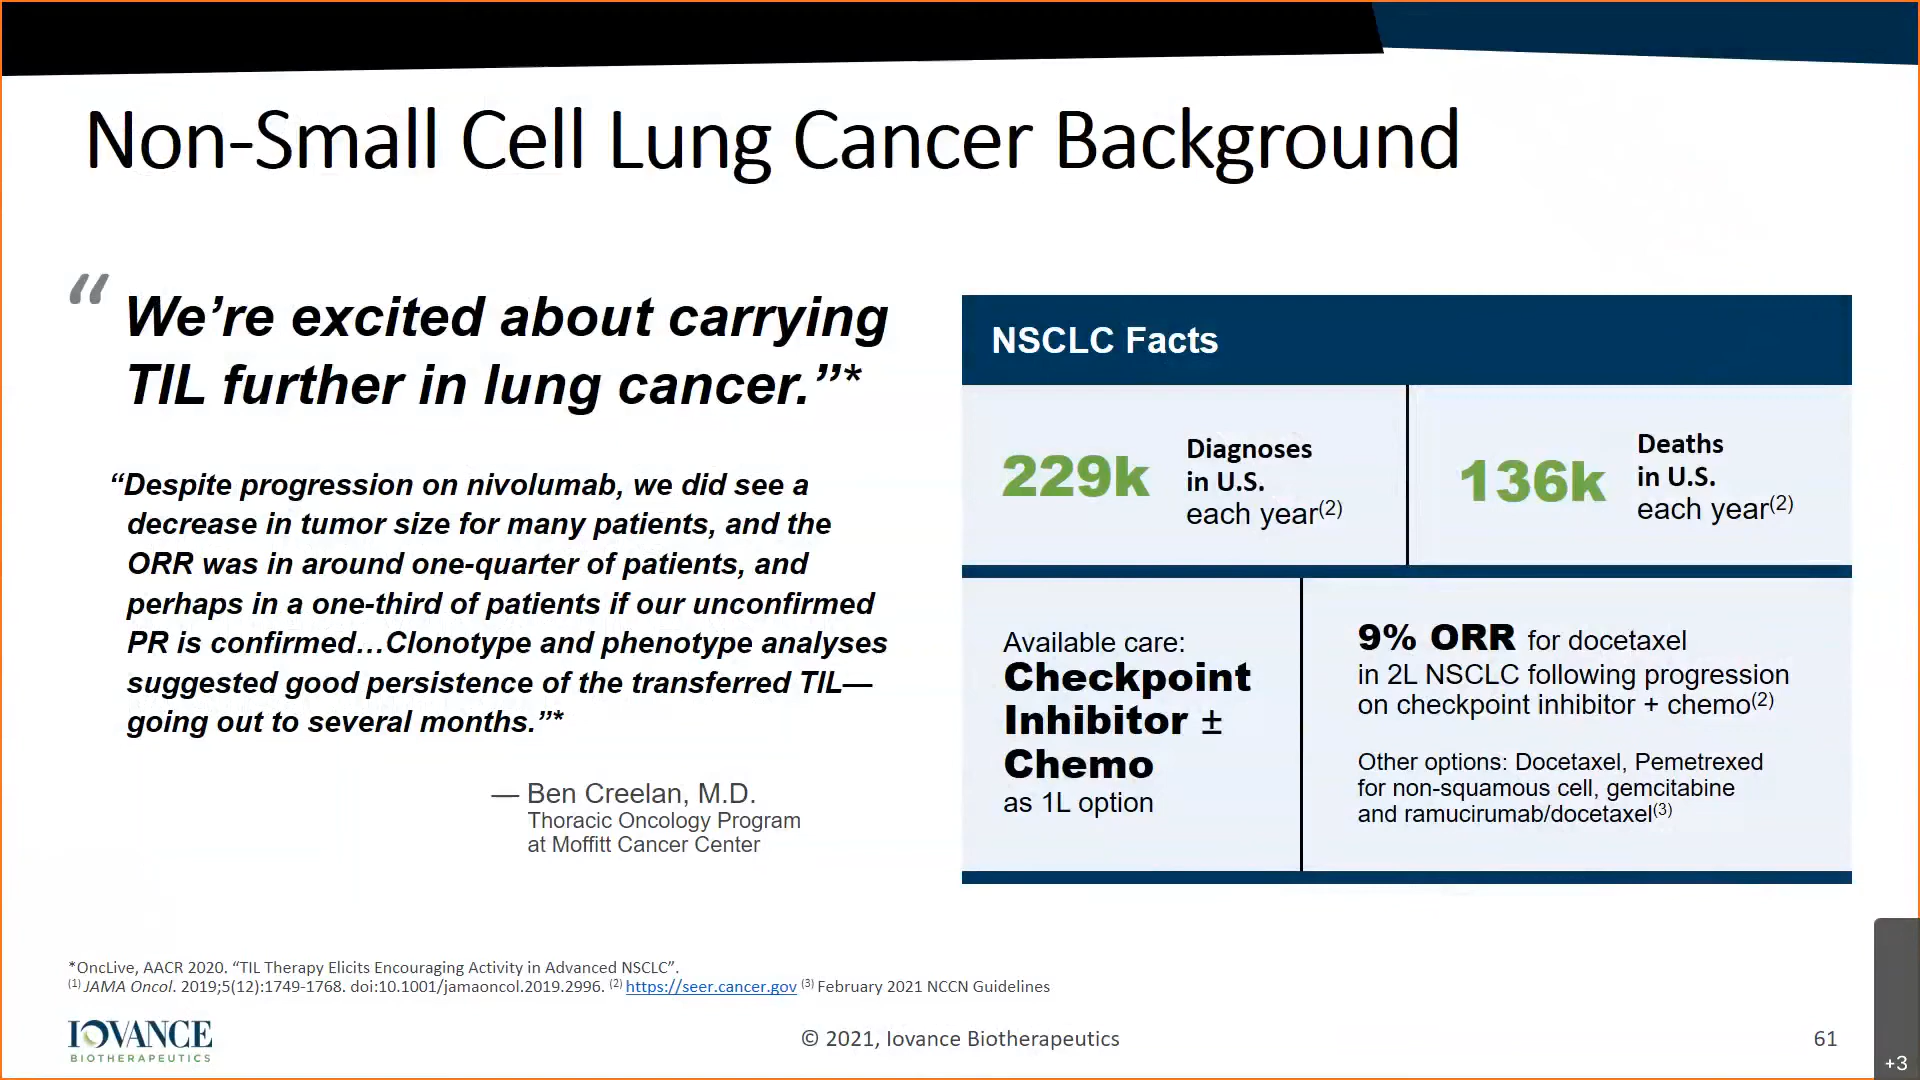 Non-Small Cell Lung Cancer Background
“ We’re excited about carrying
TIL further in lung cancer.”*
“Despite progression on nivolumab, we did see a
decrease in tumor size for many patients, and the
ORR was in around one-quarter of patients, and
perhaps in a one-third of patients if our unconfirmed
PR is confirmed…Clonotype and phenotype analyses
suggested good persistence of the transferred TIL—
going out to several months.”*
— Ben Creelan, M.D.
Thoracic Oncology Program
at Moffitt Cancer Center
NSCLC Facts
229k
Diagnoses
in U.S.
each year(2)
136k
Deaths
in U.S.
each year(2)
Available care:
Checkpoint
Inhibitor ±
Chemo
as 1L option
9% ORR for docetaxel
in 2L NSCLC following progression
on checkpoint inhibitor + chemo(2)
Other options: Docetaxel, Pemetrexed
for non-squamous cell, gemcitabine
and ramucirumab/docetaxel(3)
*OncLive, AACR 2020. “TIL Therapy Elicits Encouraging Activity in Advanced NSCLC”.
(1) JAMA Oncol. 2019;5(12):1749-1768. doi:10.1001/jamaoncol.2019.2996. (2) https://seer.cancer.gov (3) February 2021 NCCN Guidelines
IOVANCE
BIOTHERAPEUTICS
© 2021, Iovance Biotherapeutics
61
+3